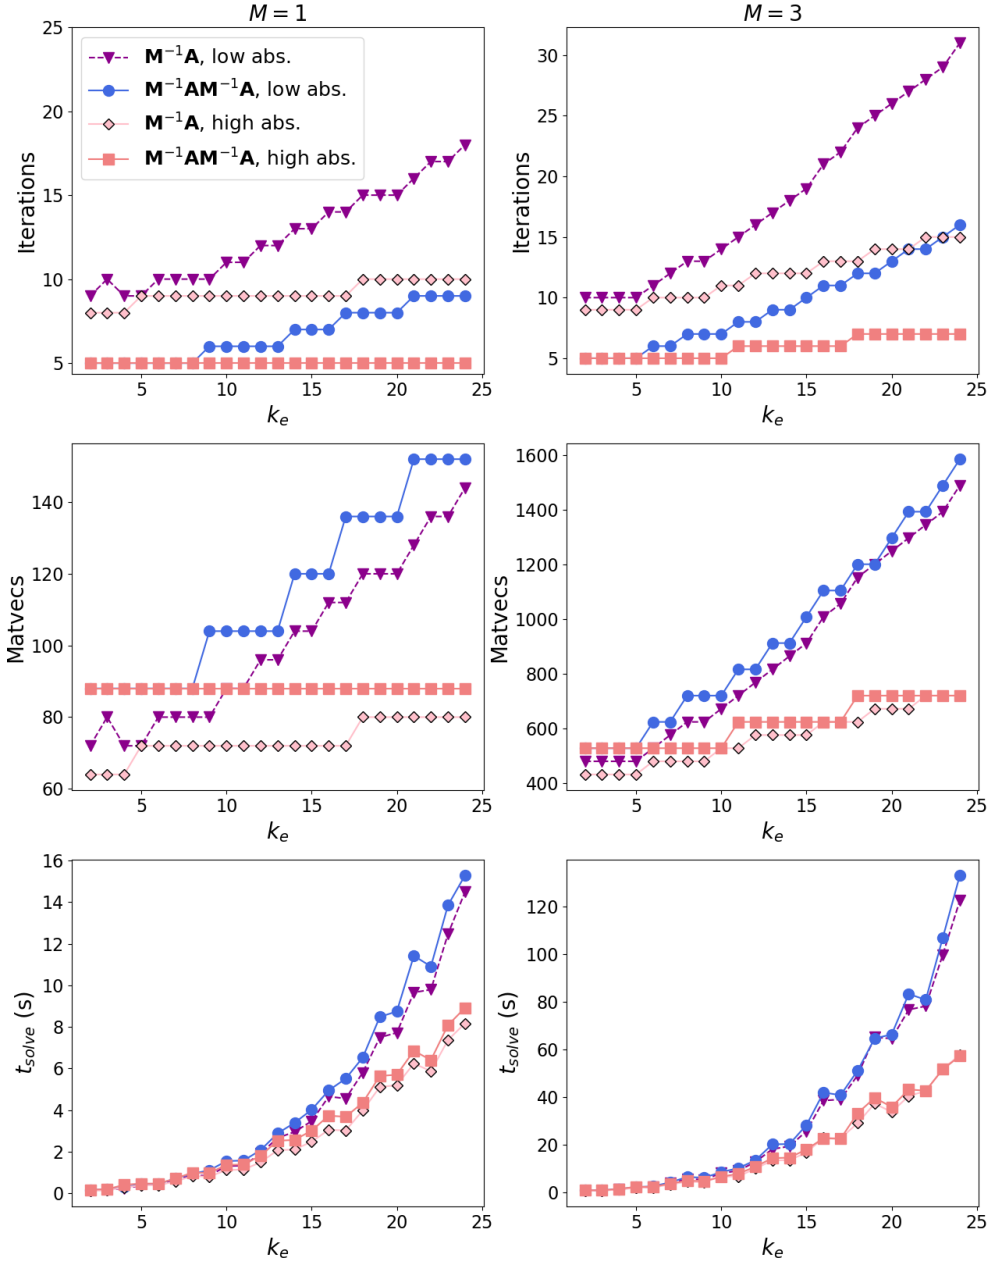 M = 1
M = 3
25
20
15
10
5
Iterations
M⁻¹A, low abs.
M⁻¹AM⁻¹A, low abs.
M⁻¹A, high abs.
M⁻¹AM⁻¹A, high abs.
5 10 15 20 25
kₑ
30
25
20
15
10
5
Iterations
5 10 15 20 25
kₑ
140
120
100
80
60
Matvecs
5 10 15 20 25
kₑ
1600
1400
1200
1000
800
600
400
Matvecs
5 10 15 20 25
kₑ
16
14
12
10
8
6
4
2
0
t_solve (s)
5 10 15 20 25
kₑ
120
100
80
60
40
20
0
t_solve (s)
5 10 15 20 25
kₑ